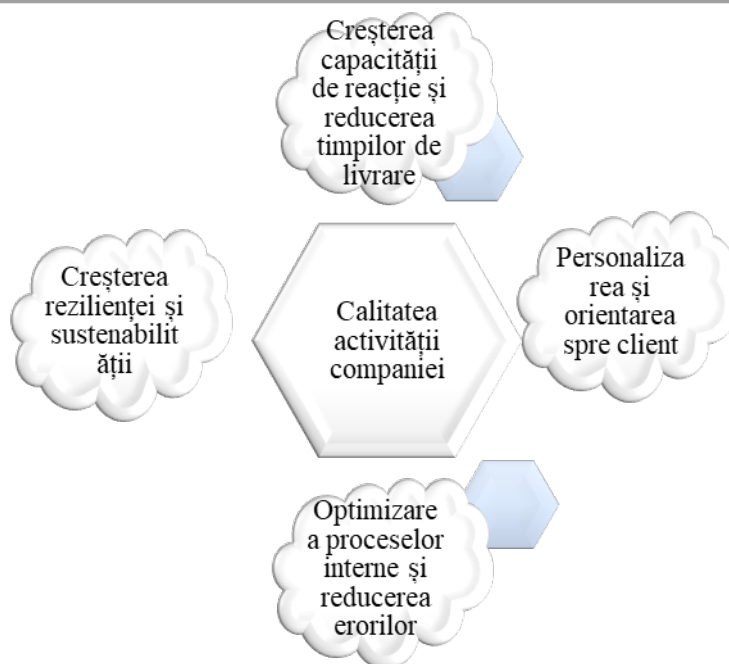 Creșterea
capacității
de reacție și
reducerea
timpilor de
livrare
Creșterea
rezilienței și
sustenabilit
ății
Calitatea
activității
companiei
Personaliza
rea și
orientarea
spre client
Optimizare
a proceselor
interne și
reducerea
erorilor